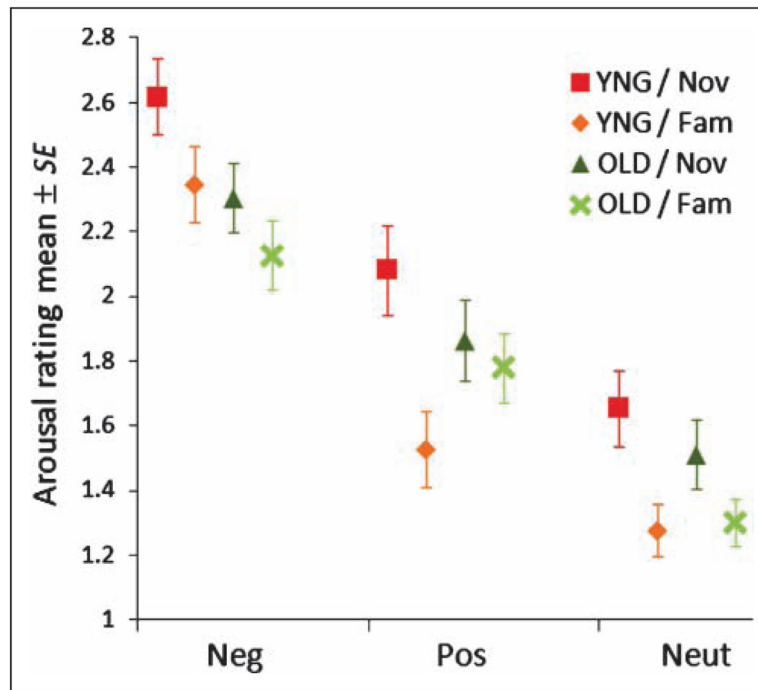 2.8
2.6
2.4
2.2
2
1.8
1.6
1.4
1.2
1
Arousal rating mean ± SE
YNG / Nov
YNG / Fam
OLD / Nov
OLD / Fam
Neg
Pos
Neut